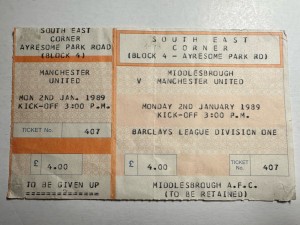 SOUTH EAST
CORNER
AYRESOME PARK ROAD
(BLOCK 4)
MANCHESTER
UNITED
MON 2ND JAN. 1989
KICK-OFF 3:00 P.M.
TICKET No. 407
£ 4.00
TO BE GIVEN UP
SOUTH EAST
CORNER
(BLOCK 4 - AYRESOME PARK RD)
MIDDLESBROUGH
V MANCHESTER UNITED
MONDAY 2ND JANUARY 1989
KICK-OFF 3:00 P.M.
BARCLAYS LEAGUE DIVISION ONE
TICKET No. 407
£ 4.00
MIDDLESBROUGH A.F.C.
(TO BE RETAINED)